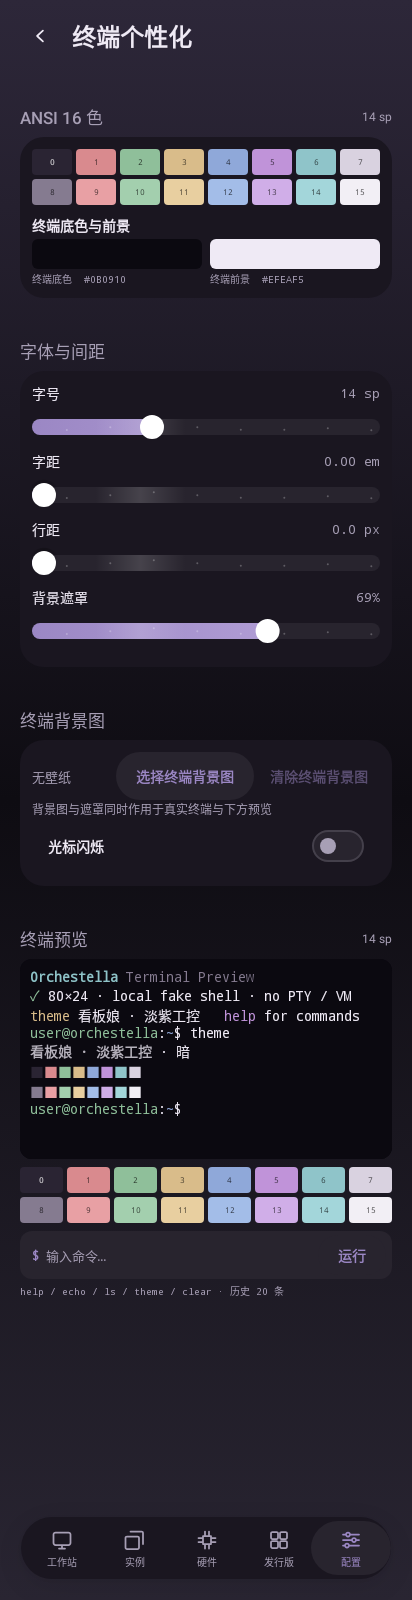 终端个性化
ANSI 16 色 14 sp
0 1 2 3 4 5 6 7
8 9 10 11 12 13 14 15
终端底色与前景
终端底色 #0B0910 终端前景 #EFEAF5
字体与间距
字号 14 sp
字距 0.00 em
行距 0.0 px
背景遮罩 69%
终端背景图
无壁纸 选择终端背景图 清除终端背景图
背景图与遮罩同时作用于真实终端与下方预览
光标闪烁
终端预览 14 sp
Orchestella Terminal Preview
✓ 80×24 · local fake shell · no PTY / VM
theme 看板娘 · 淡紫工控 help for commands
user@orchestella:~$ theme
看板娘 · 淡紫工控 · 暗
user@orchestella:~$
0 1 2 3 4 5 6 7
8 9 10 11 12 13 14 15
$ 输入命令… 运行
help / echo / ls / theme / clear · 历史 20 条
工作站 实例 硬件 发行版 配置